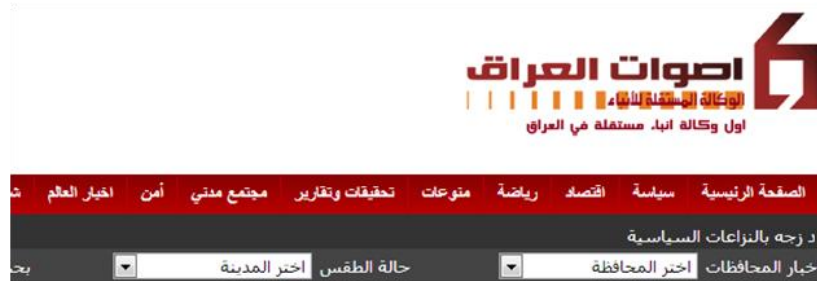 اصوات العراق
الوكالة المستقلة للأنباء
اول وكالة انباء مستقلة في العراق
الصفحة الرئيسية سياسة اقتصاد رياضة منوعات تحقيقات وتقارير مجتمع مدني أمن اخبار العالم
د زجه بالنزاعات السياسية
خبار المحافظات اختر المحافظة حالة الطقس اختر المدينة بحث